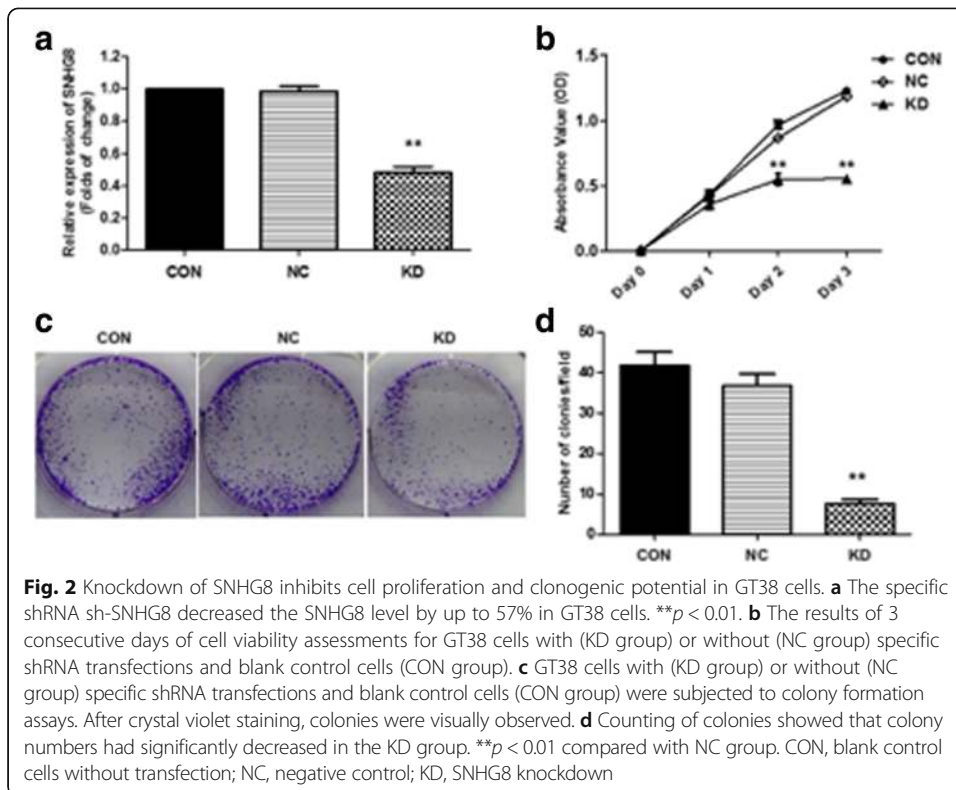 a
Relative expression of SNHG8
(Folds of change)
1.2
1.0
0.8
0.6
0.4
0.2
0.0
**
CON
NC
KD
b
Absorbance Value (OD)
1.5
1.0
0.5
0.0
**
**
Day 0
Day 1
Day 2
Day 3
CON
NC
KD
c
CON
NC
KD
d
Number of clonies/field
50
40
30
20
10
0
**
CON
NC
KD
Fig. 2 Knockdown of SNHG8 inhibits cell proliferation and clonogenic potential in GT38 cells. a The specific
shRNA sh-SNHG8 decreased the SNHG8 level by up to 57% in GT38 cells. **p < 0.01. b The results of 3
consecutive days of cell viability assessments for GT38 cells with (KD group) or without (NC group) specific
shRNA transfections and blank control cells (CON group). c GT38 cells with (KD group) or without (NC
group) specific shRNA transfections and blank control cells (CON group) were subjected to colony formation
assays. After crystal violet staining, colonies were visually observed. d Counting of colonies showed that colony
numbers had significantly decreased in the KD group. **p < 0.01 compared with NC group. CON, blank control
cells without transfection; NC, negative control; KD, SNHG8 knockdown